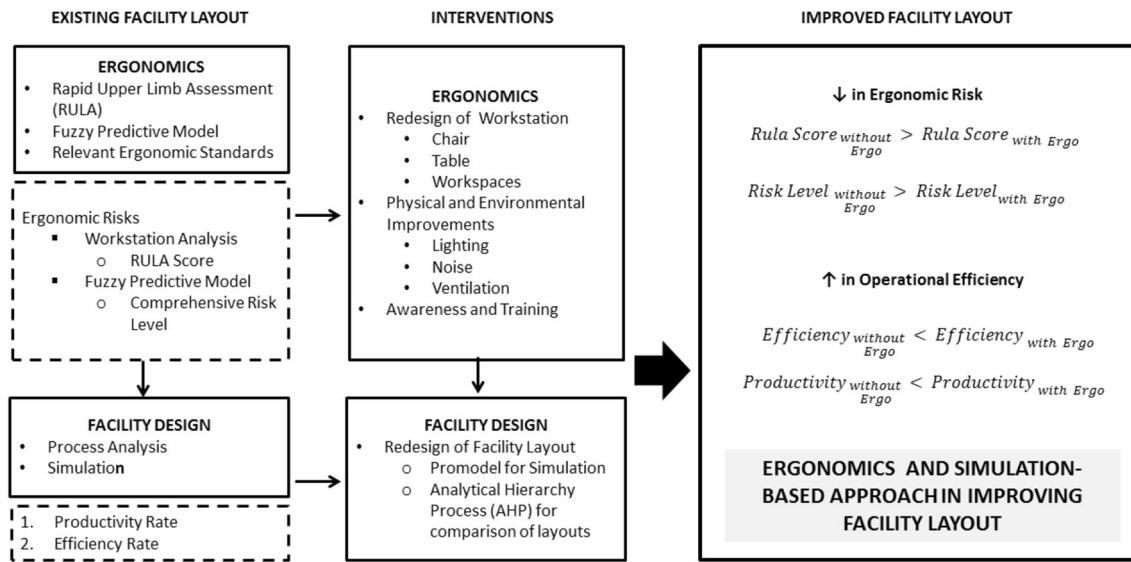 EXISTING FACILITY LAYOUT
ERGONOMICS
• Rapid Upper Limb Assessment
(RULA)
• Fuzzy Predictive Model
• Relevant Ergonomic Standards
Ergonomic Risks
▪ Workstation Analysis
o RULA Score
▪ Fuzzy Predictive Model
o Comprehensive Risk
Level
FACILITY DESIGN
• Process Analysis
• Simulation
1. Productivity Rate
2. Efficiency Rate
INTERVENTIONS
ERGONOMICS
• Redesign of Workstation
• Chair
• Table
• Workspaces
• Physical and Environmental
Improvements
• Lighting
• Noise
• Ventilation
• Awareness and Training
FACILITY DESIGN
• Redesign of Facility Layout
o Promodel for Simulation
o Analytical Hierarchy
Process (AHP) for
comparison of layouts
IMPROVED FACILITY LAYOUT
↓ in Ergonomic Risk
Rula Score without Ergo > Rula Score with Ergo
Risk Level without Ergo > Risk Level with Ergo
↑ in Operational Efficiency
Efficiency without Ergo < Efficiency with Ergo
Productivity without Ergo < Productivity with Ergo
ERGONOMICS AND SIMULATION-
BASED APPROACH IN IMPROVING
FACILITY LAYOUT